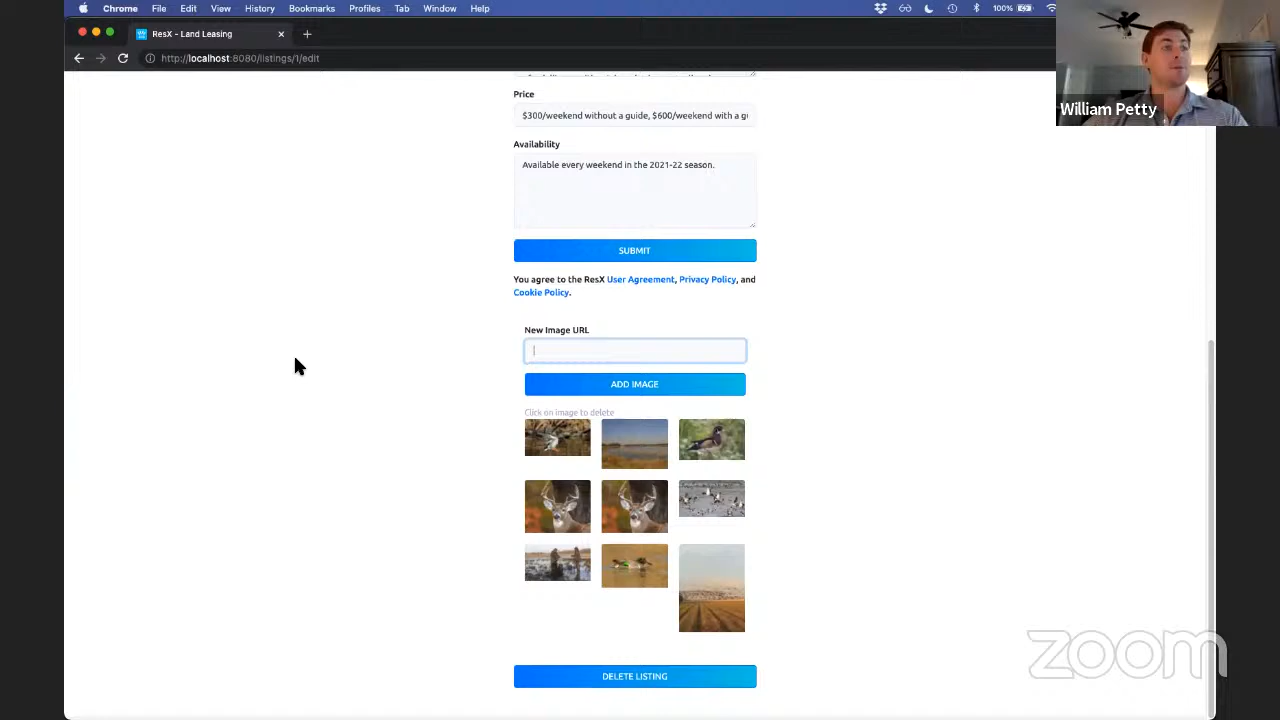 Chrome File Edit View History Bookmarks Profiles Tab Window Help 100%
ResX - Land Leasing
http://localhost:8080/listings/1/edit
William Petty
Price
$300/weekend without a guide, $600/weekend with a gu
Availability
Available every weekend in the 2021-22 season.
SUBMIT
You agree to the ResX User Agreement, Privacy Policy, and
Cookie Policy.
New Image URL
ADD IMAGE
Click on image to delete
DELETE LISTING
zoom